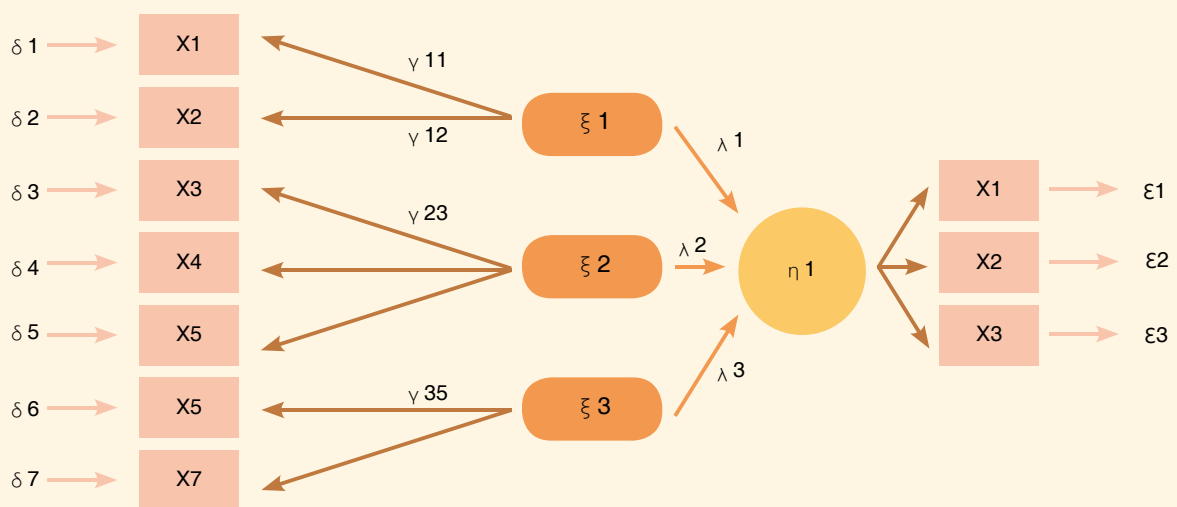 δ 1
X1
γ 11
δ 2
X2
γ 12
ξ 1
λ 1
δ 3
X3
γ 23
X1
ε1
δ 4
X4
ξ 2
λ 2
η 1
X2
ε2
δ 5
X5
X3
ε3
δ 6
X5
γ 35
ξ 3
λ 3
δ 7
X7